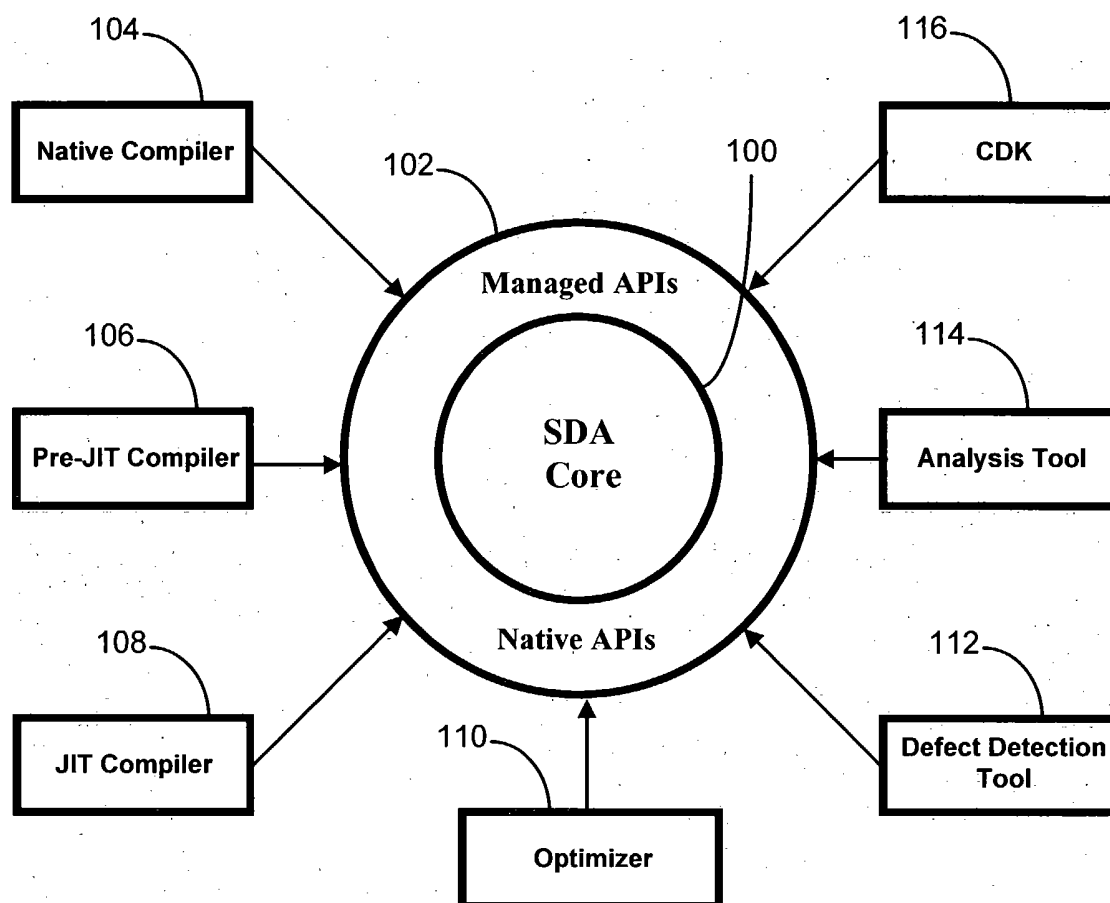 104
116
Native Compiler
CDK
102
100
Managed APIs
106
114
SDA
Core
Pre-JIT Compiler
Analysis Tool
108
112
Native APIs
JIT Compiler
110
Defect Detection
Tool
Optimizer